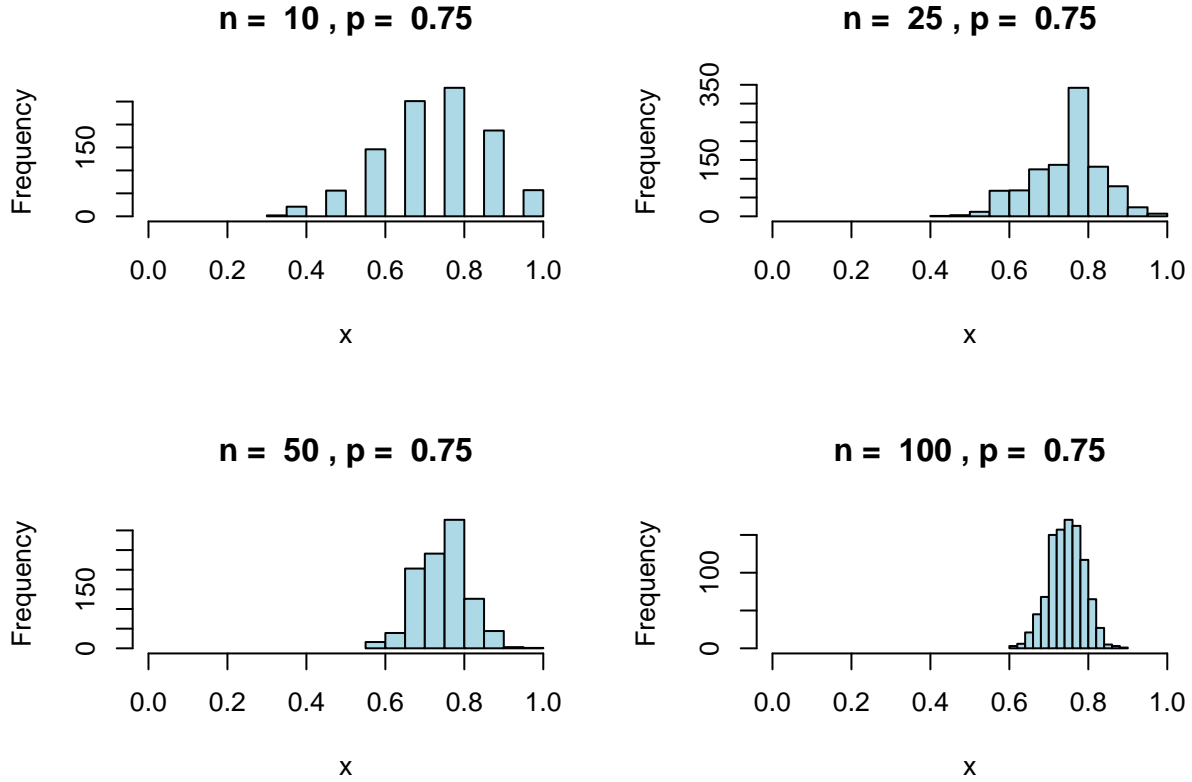 n = 10 , p = 0.75
Frequency
0
150
0.0 0.2 0.4 0.6 0.8 1.0
x
n = 25 , p = 0.75
Frequency
0
150
350
0.0 0.2 0.4 0.6 0.8 1.0
x
n = 50 , p = 0.75
Frequency
0
150
0.0 0.2 0.4 0.6 0.8 1.0
x
n = 100 , p = 0.75
Frequency
0
100
0.0 0.2 0.4 0.6 0.8 1.0
x